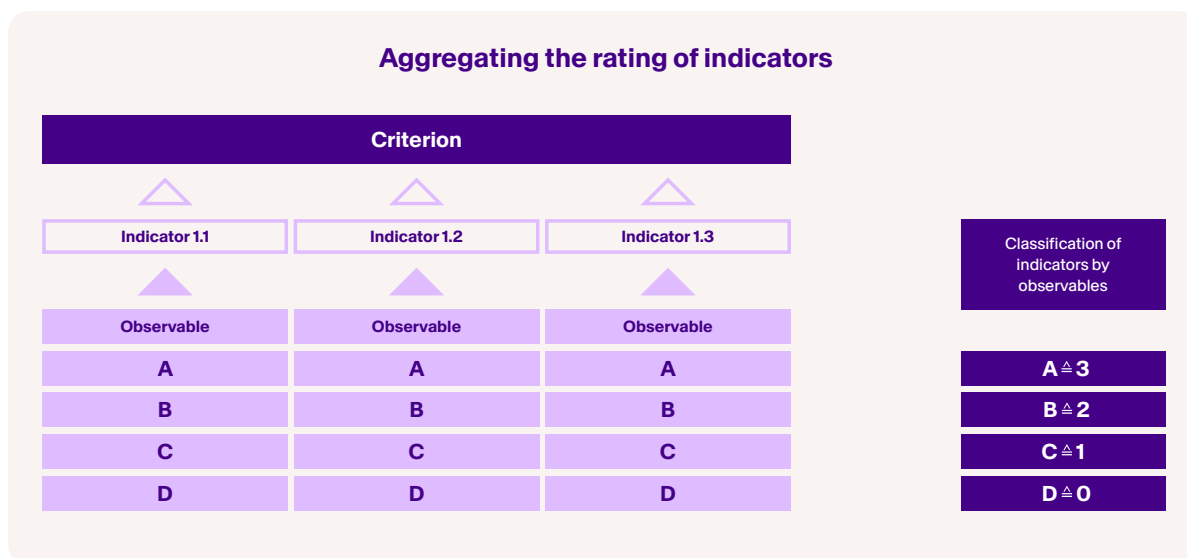 Aggregating the rating of indicators
Criterion
Indicator 1.1 Indicator 1.2 Indicator 1.3
Classification of
indicators by
observables
Observable Observable Observable
A A A A ≙ 3
B B B B ≙ 2
C C C C ≙ 1
D D D D ≙ 0